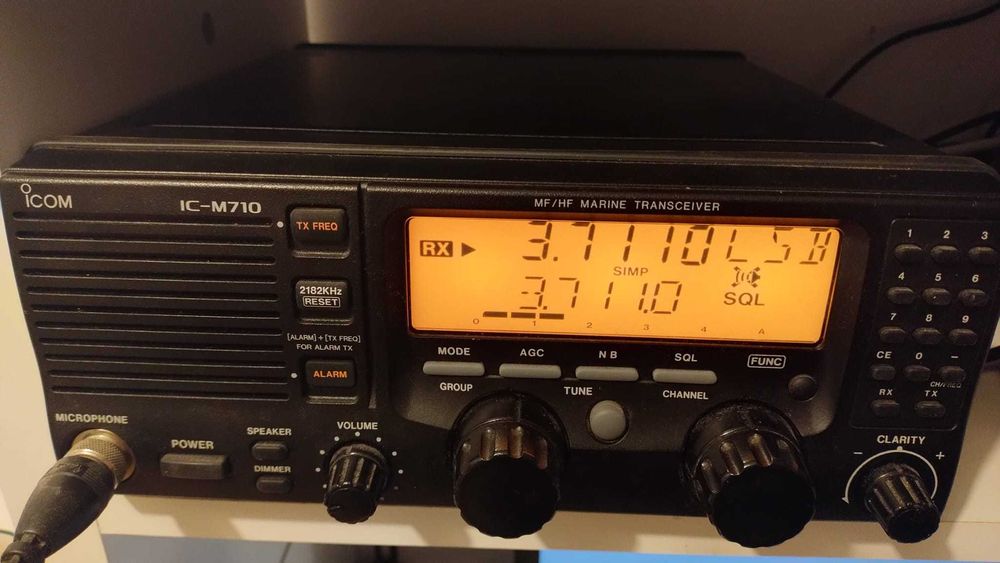 ICOM
IC-M710
MF/HF MARINE TRANSCEIVER
TX FREQ
2182KHz
RESET
[ALARM]+[TX FREQ]
FOR ALARM TX
ALARM
RX 3.7110 LSB
SIMP
3.711.0
SQL
0 1 2 3 4 A
MODE AGC NB SQL FUNC
GROUP TUNE CHANNEL
1 2 3
4 5 6
7 8 9
CE 0 –
CH/FREQ
RX TX
MICROPHONE
POWER
SPEAKER
DIMMER
VOLUME
CLARITY
– +